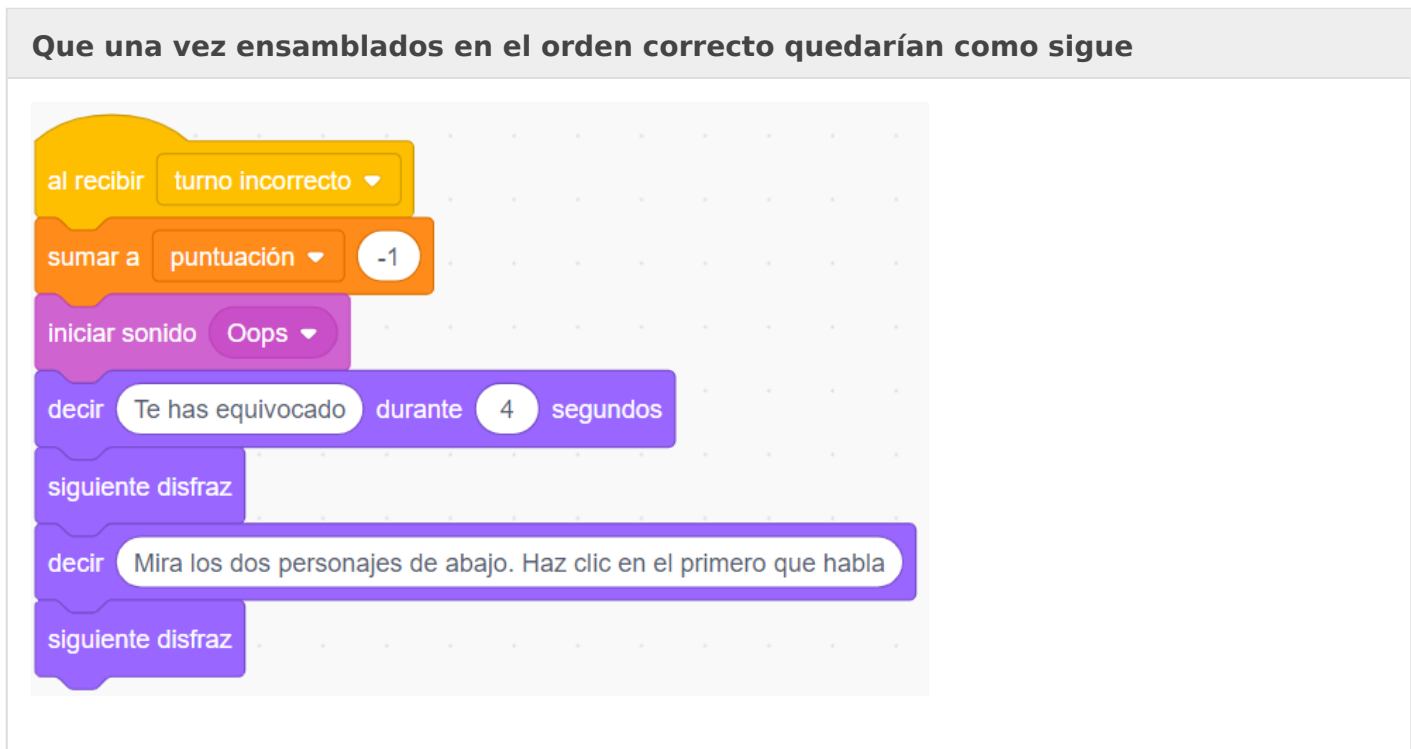 Que una vez ensamblados en el orden correcto quedarían como sigue
al recibir turno incorrecto
sumar a puntuación -1
iniciar sonido Oops
decir Te has equivocado durante 4 segundos
siguiente disfraz
decir Mira los dos personajes de abajo. Haz clic en el primero que habla
siguiente disfraz